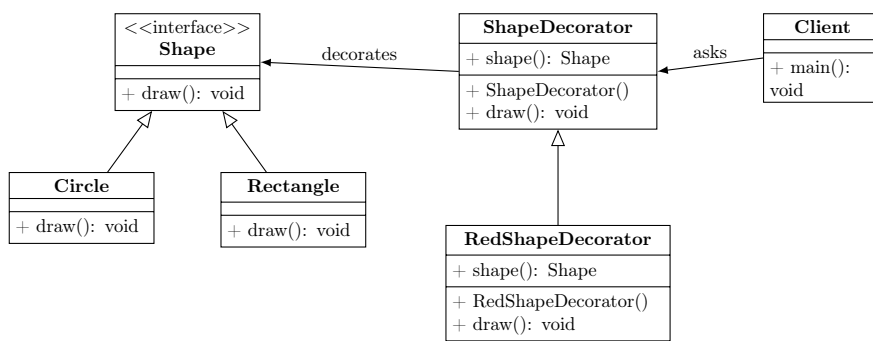 <<interface>>
Shape
+ draw(): void
decorates
ShapeDecorator
+ shape(): Shape
+ ShapeDecorator()
+ draw(): void
asks
Client
+ main():
void
Circle
+ draw(): void
Rectangle
+ draw(): void
RedShapeDecorator
+ shape(): Shape
+ RedShapeDecorator()
+ draw(): void